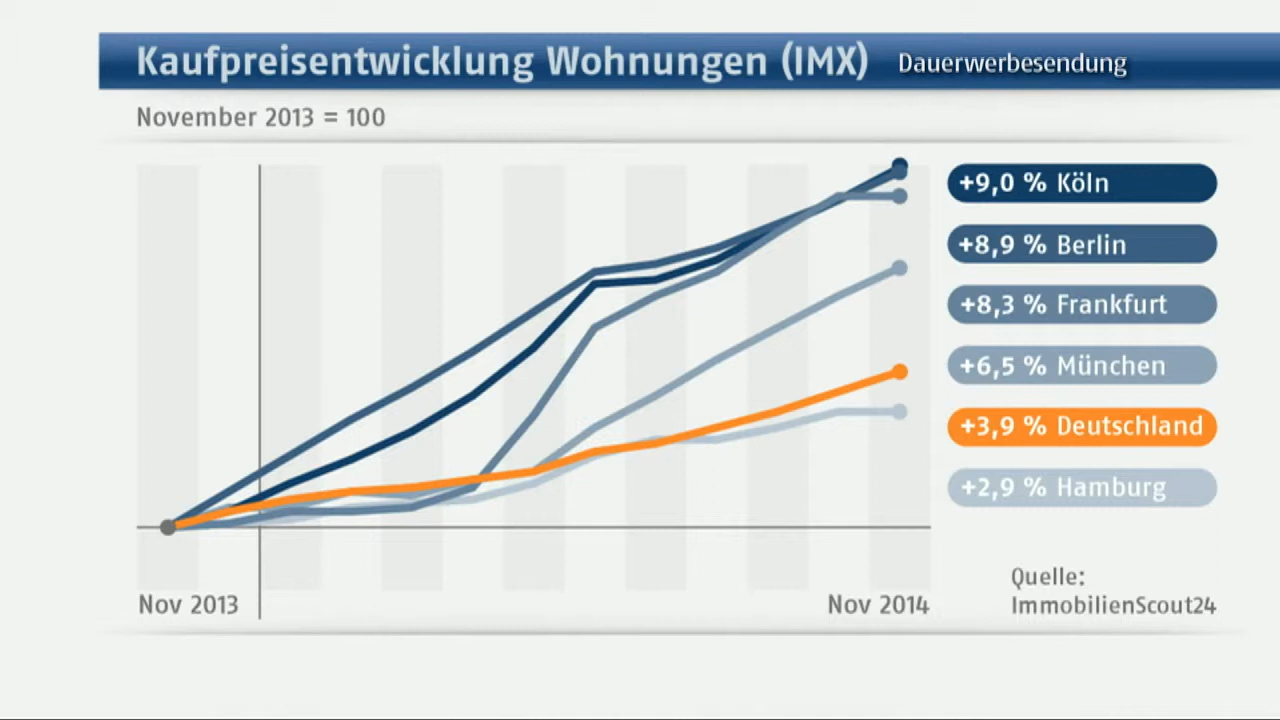 Kaufpreisentwicklung Wohnungen (IMX) Dauerwerbesendung
November 2013 = 100
+9,0 % Köln
+8,9 % Berlin
+8,3 % Frankfurt
+6,5 % München
+3,9 % Deutschland
+2,9 % Hamburg
Nov 2013
Nov 2014
Quelle:
ImmobilienScout24